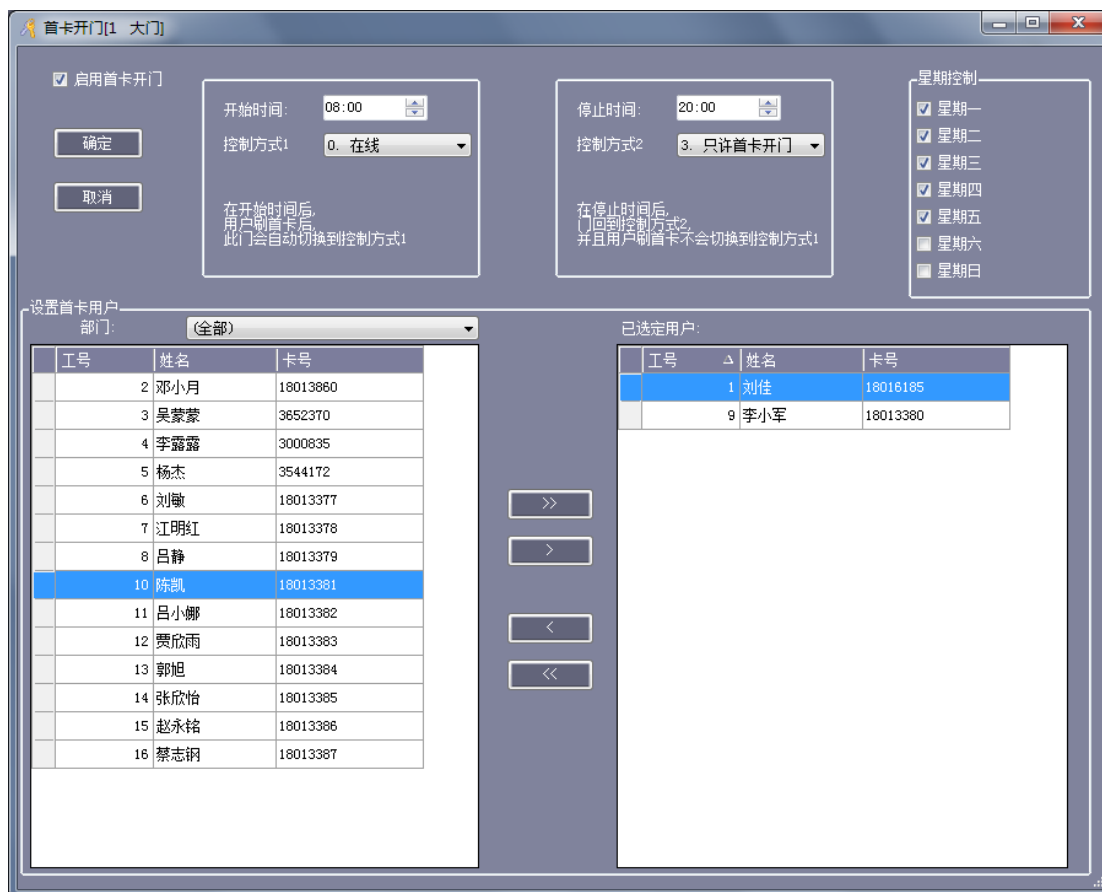 首卡开门[1 大门]
启用首卡开门
确定
取消
开始时间: 08:00
控制方式1 0. 在线
在开始时间后,
用户刷首卡后,
此门会自动切换到控制方式1
停止时间: 20:00
控制方式2 3. 只许首卡开门
在停止时间后,
门回到控制方式2,
并且用户刷首卡不会切换到控制方式1
星期控制
星期一
星期二
星期三
星期四
星期五
星期六
星期日
设置首卡用户
部门: (全部)
工号 姓名 卡号
2 邓小月 18013860
3 吴蒙蒙 3652370
4 李露露 3000835
5 杨杰 3544172
6 刘敏 18013377
7 江明红 18013378
8 吕静 18013379
10 陈凯 18013381
11 吕小娜 18013382
12 贾欣雨 18013383
13 郭旭 18013384
14 张欣怡 18013385
15 赵永铭 18013386
16 蔡志钢 18013387
>>
>
<
<<
已选定用户:
工号 姓名 卡号
1 刘佳 18016185
9 李小军 18013380